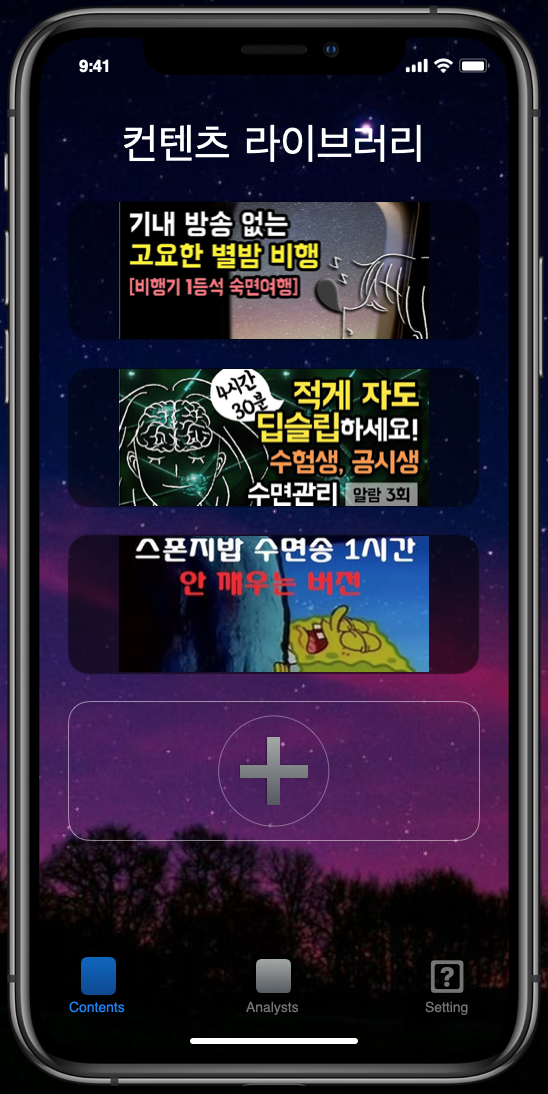 9:41
컨텐츠 라이브러리
기내 방송 없는
고요한 별밤 비행
[비행기 1등석 숙면여행]
4시간
30분
적게 자도
딥슬립하세요!
수험생, 공시생
수면관리 알람 3회
스폰지밥 수면송 1시간
안 깨우는 버전
Contents Analysts Setting